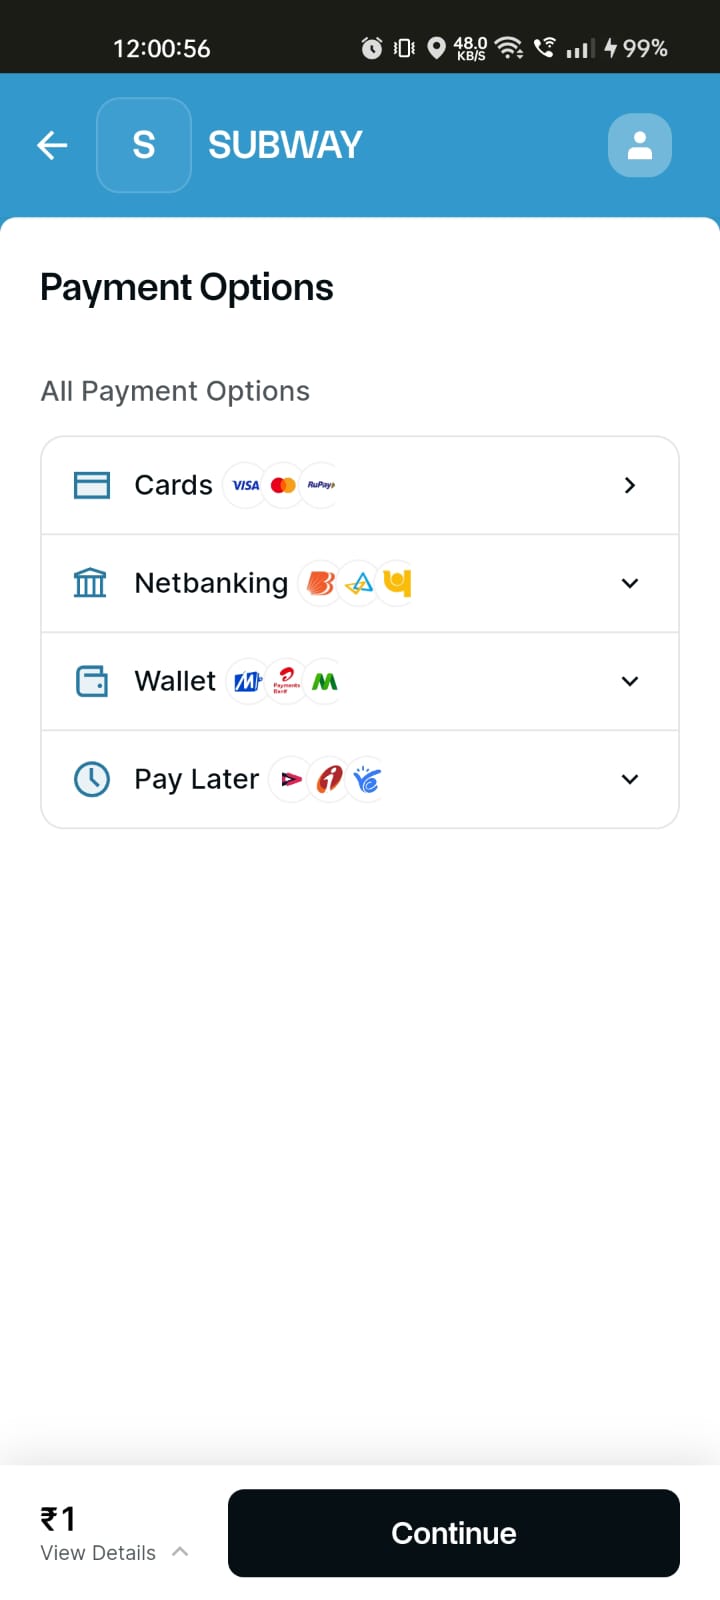 12:00:56 48.0 KB/S 99%
S SUBWAY
Payment Options
All Payment Options
Cards VISA RuPay
Netbanking
Wallet Payments Bank
Pay Later
₹1
View Details
Continue